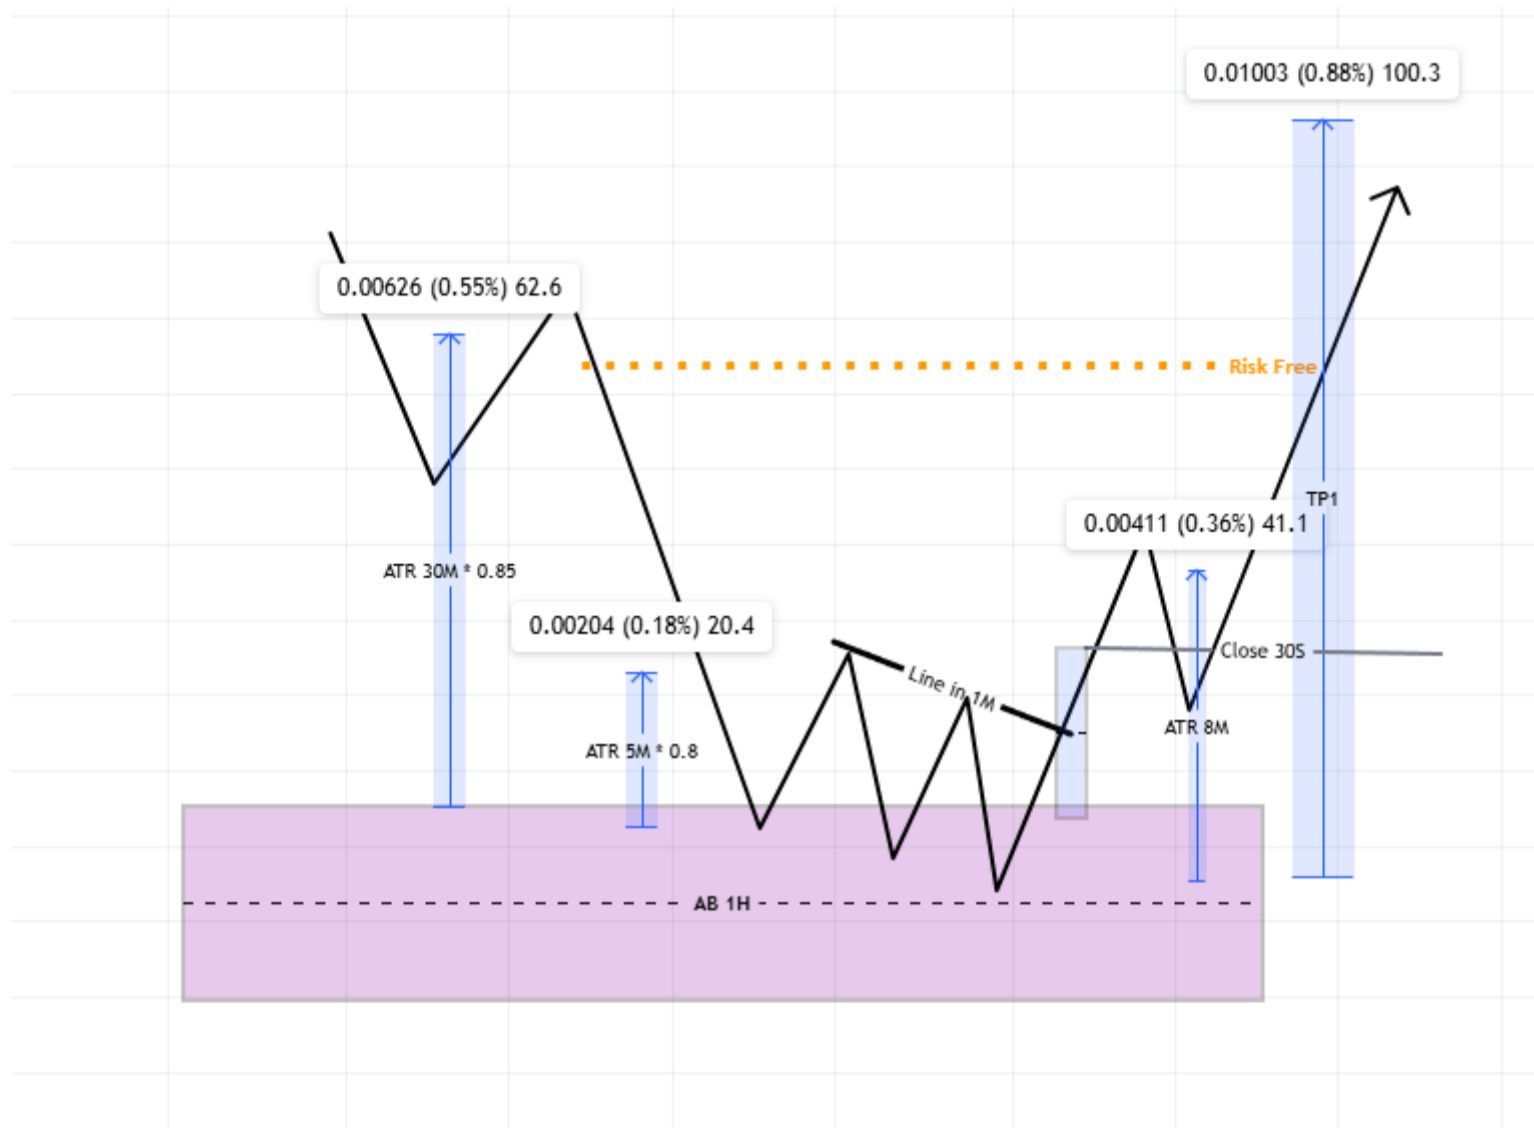 0.01003 (0.88%) 100.3
0.00626 (0.55%) 62.6
Risk Free
TP1
0.00411 (0.36%) 41.1
ATR 30M * 0.85
0.00204 (0.18%) 20.4
Close 30S
Line in 1M
ATR 8M
ATR 5M * 0.8
AB 1H